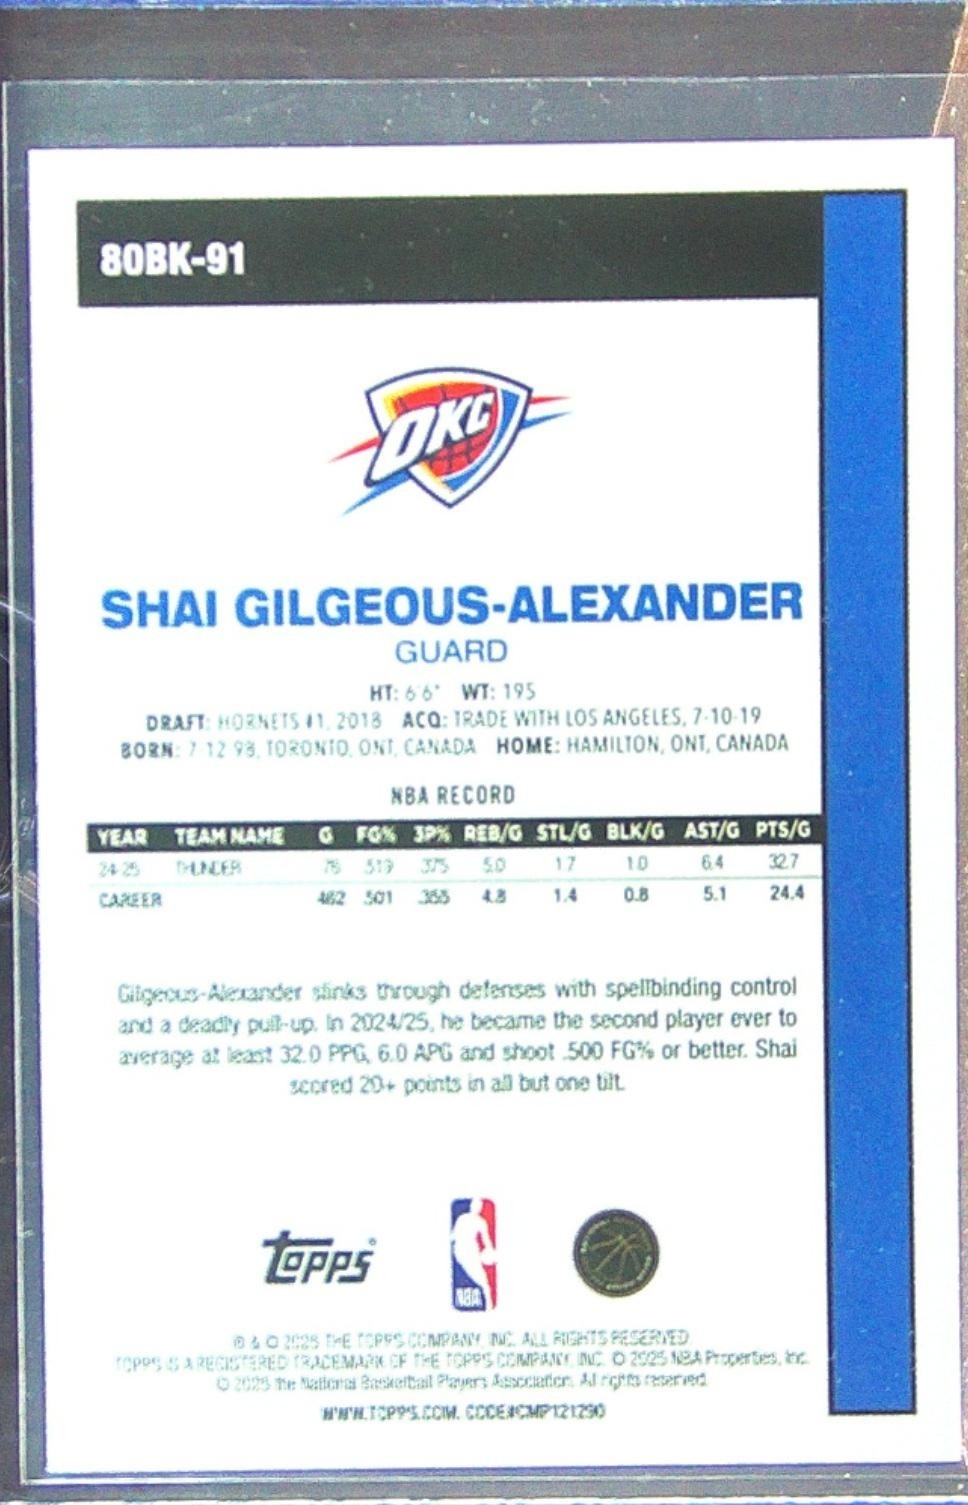 80BK-91
OKC
SHAI GILGEOUS-ALEXANDER
GUARD
HT: 6'6" WT: 195
DRAFT: HORNETS #1, 2018 ACQ: TRADE WITH LOS ANGELES, 7-10-19
BORN: 7-12-98, TORONTO, ONT, CANADA HOME: HAMILTON, ONT, CANADA
NBA RECORD
YEAR TEAM NAME G FG% 3P% REB/G STL/G BLK/G AST/G PTS/G
24-25 THUNDER 76 .519 .375 5.0 1.7 1.0 6.4 32.7
CAREER 462 .501 4.8 1.4 0.8 5.1 24.4
Gilgeous-Alexander slinks through defenses with spellbinding control
and a deadly pull-up. In 2024/25, he became the second player ever to
average at least 32.0 PPG, 6.0 APG and shoot .500 FG% or better. Shai
scored 20+ points in all but one tilt.
Topps
NBA
® & © 2025 THE TOPPS COMPANY, INC. ALL RIGHTS RESERVED.
TOPPS IS A REGISTERED TRADEMARK OF THE TOPPS COMPANY, INC. © 2025 NBA Properties, Inc.
© 2025 the National Basketball Players Association. All rights reserved.
WWW.TOPPS.COM. CODE#CMP121290